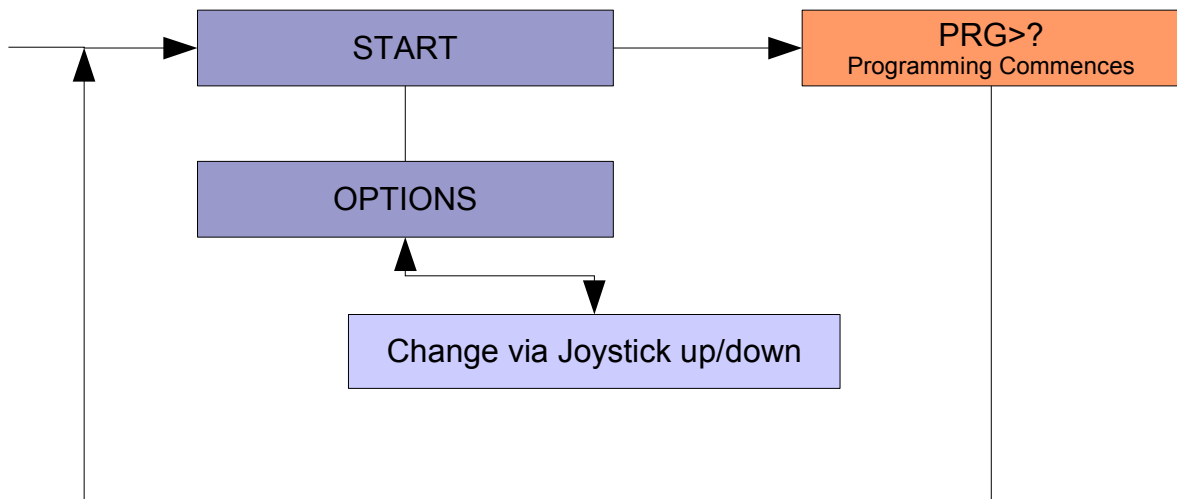 START
PRG>?
Programming Commences
OPTIONS
Change via Joystick up/down